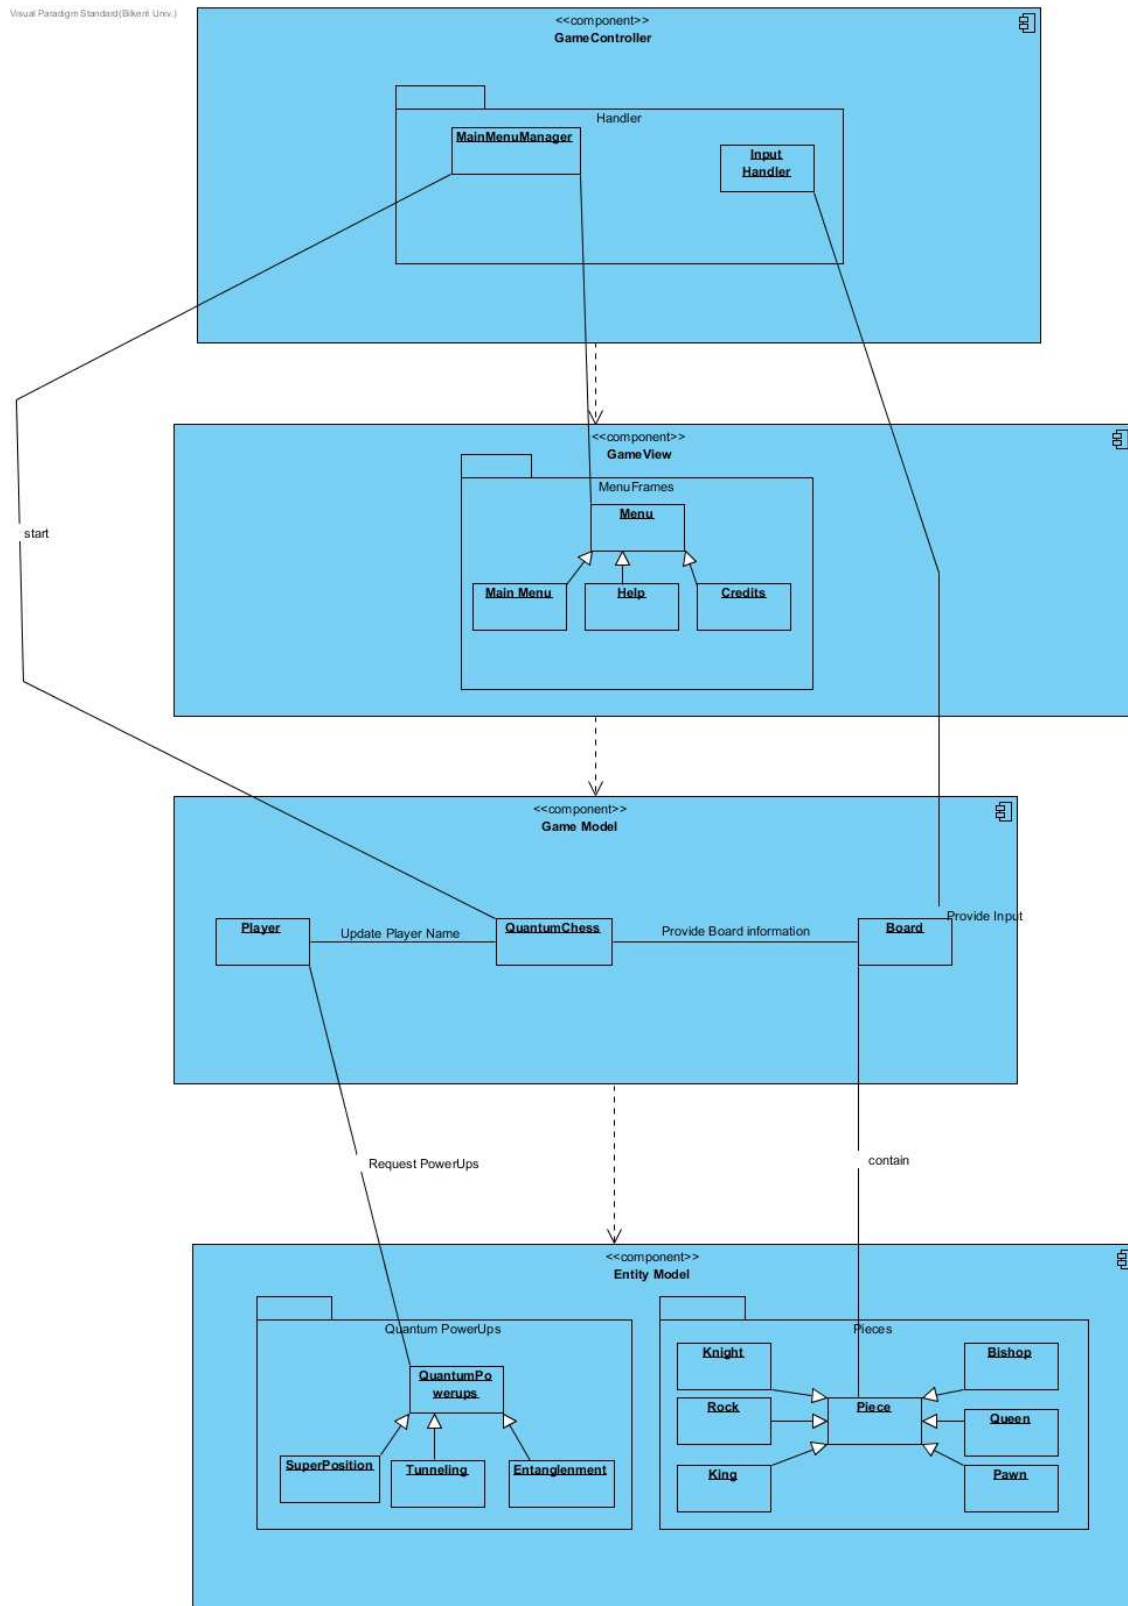 Visual Paradigm Standard(Bilkent Univ.)
<<component>>
GameController
Handler
MainMenuManager
Input
Handler
<<component>>
GameView
MenuFrames
Menu
start
Main Menu
Help
Credits
<<component>>
Game Model
Provide Input
Player
Update Player Name
QuantumChess
Provide Board information
Board
Request PowerUps
contain
<<component>>
Entity Model
Quantum PowerUps
Pieces
Knight
Bishop
QuantumPo
werups
Rock
Piece
Queen
SuperPosition
Tunneling
Entanglenment
King
Pawn